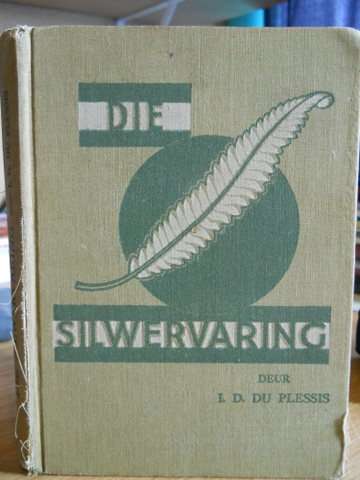 DIE
SILWERVARING
DEUR
I. D. DU PLESSIS